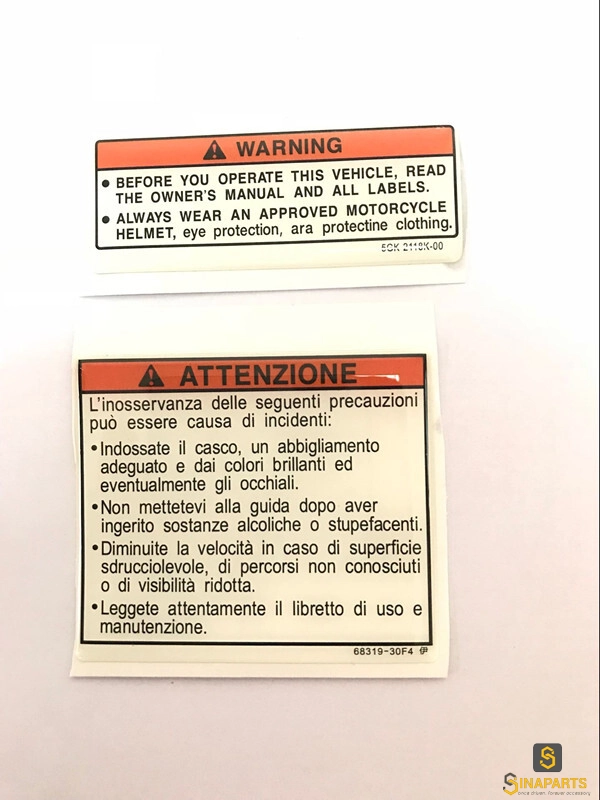 WARNING
• BEFORE YOU OPERATE THIS VEHICLE, READ
THE OWNER'S MANUAL AND ALL LABELS.
• ALWAYS WEAR AN APPROVED MOTORCYCLE
HELMET, eye protection, ara protectine clothing.
5GK-2118K-00
ATTENZIONE
L'inosservanza delle seguenti precauzioni
può essere causa di incidenti:
• Indossate il casco, un abbigliamento
adeguato e dai colori brillanti ed
eventualmente gli occhiali.
• Non mettetevi alla guida dopo aver
ingerito sostanze alcoliche o stupefacenti.
• Diminuite la velocità in caso di superficie
sdrucciolevole, di percorsi non conosciuti
o di visibilità ridotta.
• Leggete attentamente il libretto di uso e
manutenzione.
68319-30F4 伊
SINAPARTS